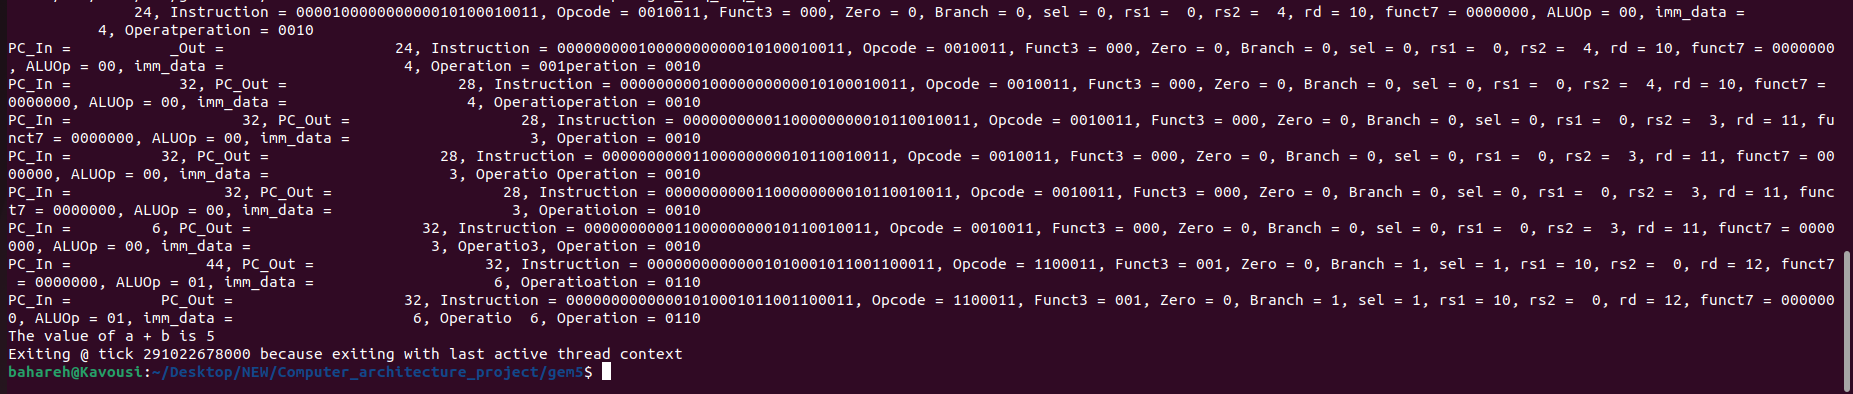 24, Instruction = 00001000000000010100010011, Opcode = 0010011, Funct3 = 000, Zero = 0, Branch = 0, sel = 0, rs1 =  0, rs2 =  4, rd = 10, funct7 = 0000000, ALUOp = 00, imm_data =
4, Operatperation = 0010
PC_In =           _Out =                   24, Instruction = 00000000010000000000010100010011, Opcode = 0010011, Funct3 = 000, Zero = 0, Branch = 0, sel = 0, rs1 =  0, rs2 =  4, rd = 10, funct7 = 0000000
, ALUOp = 00, imm_data =                    4, Operation = 001peration = 0010
PC_In =            32, PC_Out =                   28, Instruction = 00000000010000000000010100010011, Opcode = 0010011, Funct3 = 000, Zero = 0, Branch = 0, sel = 0, rs1 =  0, rs2 =  4, rd = 10, funct7 =
0000000, ALUOp = 00, imm_data =                    4, Operatioperation = 0010
PC_In =                   32, PC_Out =                   28, Instruction = 00000000001100000000010110010011, Opcode = 0010011, Funct3 = 000, Zero = 0, Branch = 0, sel = 0, rs1 =  0, rs2 =  3, rd = 11, fu
nct7 = 0000000, ALUOp = 00, imm_data =                    3, Operation = 0010
PC_In =          32, PC_Out =                   28, Instruction = 00000000001100000000010110010011, Opcode = 0010011, Funct3 = 000, Zero = 0, Branch = 0, sel = 0, rs1 =  0, rs2 =  3, rd = 11, funct7 = 00
00000, ALUOp = 00, imm_data =                    3, Operatio Operation = 0010
PC_In =                 32, PC_Out =                   28, Instruction = 00000000001100000000010110010011, Opcode = 0010011, Funct3 = 000, Zero = 0, Branch = 0, sel = 0, rs1 =  0, rs2 =  3, rd = 11, func
t7 = 0000000, ALUOp = 00, imm_data =                    3, Operatioion = 0010
PC_In =         6, PC_Out =                   32, Instruction = 00000000001100000000010110010011, Opcode = 0010011, Funct3 = 000, Zero = 0, Branch = 0, sel = 0, rs1 =  0, rs2 =  3, rd = 11, funct7 = 0000
000, ALUOp = 00, imm_data =                    3, Operatio3, Operation = 0010
PC_In =               44, PC_Out =                   32, Instruction = 00000000000001010001011001100011, Opcode = 1100011, Funct3 = 001, Zero = 0, Branch = 1, sel = 1, rs1 = 10, rs2 =  0, rd = 12, funct7
= 0000000, ALUOp = 01, imm_data =                    6, Operatioation = 0110
PC_In =          PC_Out =                   32, Instruction = 00000000000001010001011001100011, Opcode = 1100011, Funct3 = 001, Zero = 0, Branch = 1, sel = 1, rs1 = 10, rs2 =  0, rd = 12, funct7 = 000000
0, ALUOp = 01, imm_data =                    6, Operatio  6, Operation = 0110
The value of a + b is 5
Exiting @ tick 291022678000 because exiting with last active thread context
bahareh@Kavousi:~/Desktop/NEW/Computer_architecture_project/gem5$